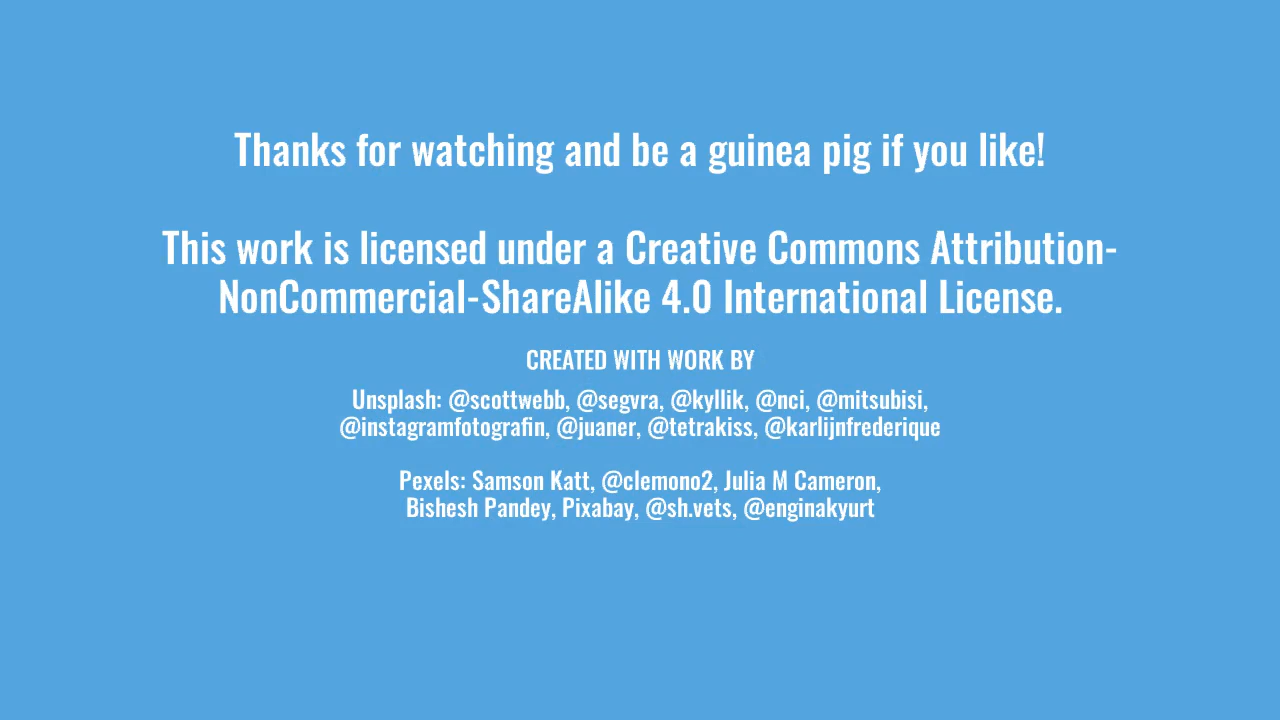 Thanks for watching and be a guinea pig if you like!
This work is licensed under a Creative Commons Attribution-
NonCommercial-ShareAlike 4.0 International License.
CREATED WITH WORK BY
Unsplash: @scottwebb, @segvra, @kyllik, @nci, @mitsubisi,
@instagramfotografin, @juaner, @tetrakiss, @karlijnfrederique
Pexels: Samson Katt, @clemono2, Julia M Cameron,
Bishesh Pandey, Pixabay, @sh.vets, @enginakyurt